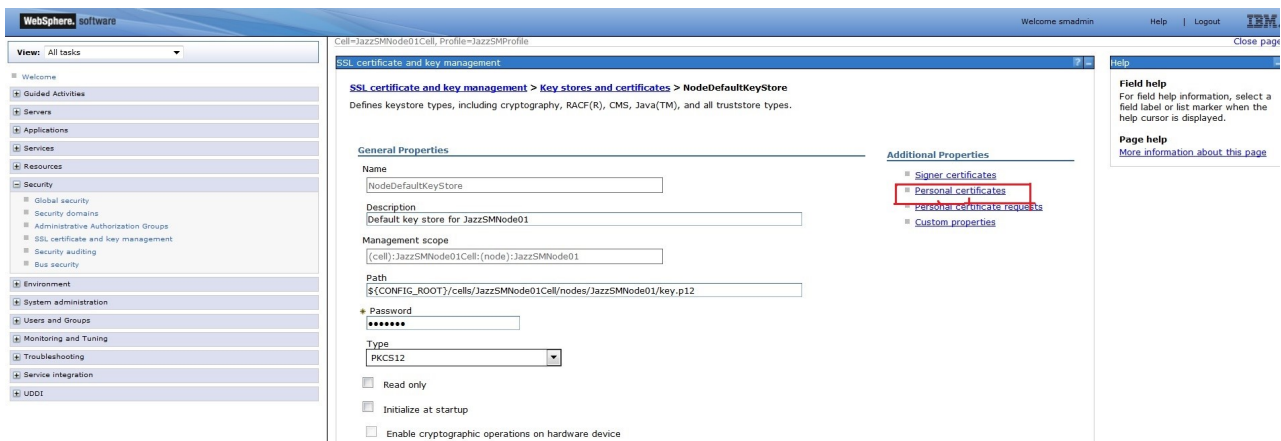 WebSphere. software
Welcome smadmin
Help | Logout
IBM.
View: All tasks
Welcome
Guided Activities
Servers
Applications
Services
Resources
Security
Global security
Security domains
Administrative Authorization Groups
SSL certificate and key management
Security auditing
Bus security
Environment
System administration
Users and Groups
Monitoring and Tuning
Troubleshooting
Service integration
UDDI
Cell=JazzSMNode01Cell, Profile=JazzSMProfile
Close page
SSL certificate and key management
? -
SSL certificate and key management > Key stores and certificates > NodeDefaultKeyStore
Defines keystore types, including cryptography, RACF(R), CMS, Java(TM), and all truststore types.
General Properties
Name
NodeDefaultKeyStore
Description
Default key store for JazzSMNode01
Management scope
(cell):JazzSMNode01Cell:(node):JazzSMNode01
Path
${CONFIG_ROOT}/cells/JazzSMNode01Cell/nodes/JazzSMNode01/key.p12
* Password
•••••••
Type
PKCS12
Read only
Initialize at startup
Enable cryptographic operations on hardware device
Additional Properties
Signer certificates
Personal certificates
Personal certificate requests
Custom properties
Help
Field help
For field help information, select a
field label or list marker when the
help cursor is displayed.
Page help
More information about this page